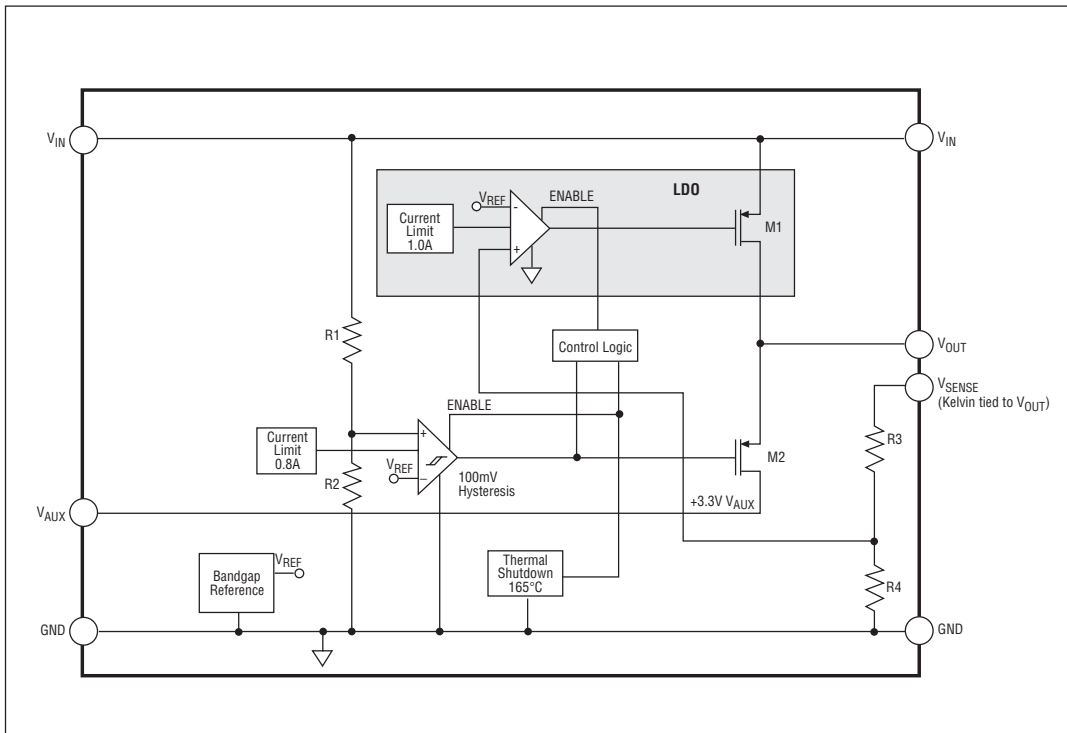 VIN
VIN
LDO
ENABLE
VREF
-
Current
Limit
1.0A
+
M1
R1
Control Logic
VOUT
VSENSE
(Kelvin tied to VOUT)
ENABLE
R3
Current
Limit
0.8A
+
M2
VREF
–
100mV
Hysteresis
R2
+3.3V VAUX
VAUX
Thermal
Shutdown
165°C
VREF
Bandgap
Reference
R4
GND
GND